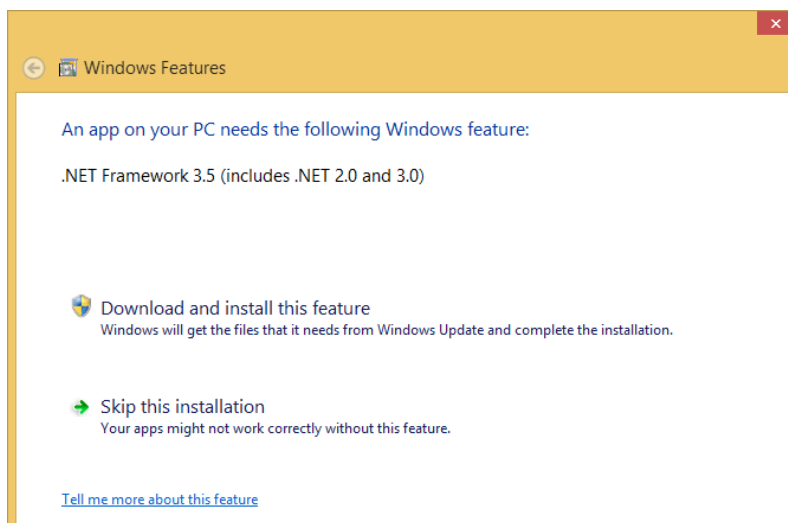 Windows Features
An app on your PC needs the following Windows feature:
.NET Framework 3.5 (includes .NET 2.0 and 3.0)
Download and install this feature
Windows will get the files that it needs from Windows Update and complete the installation.
Skip this installation
Your apps might not work correctly without this feature.
Tell me more about this feature